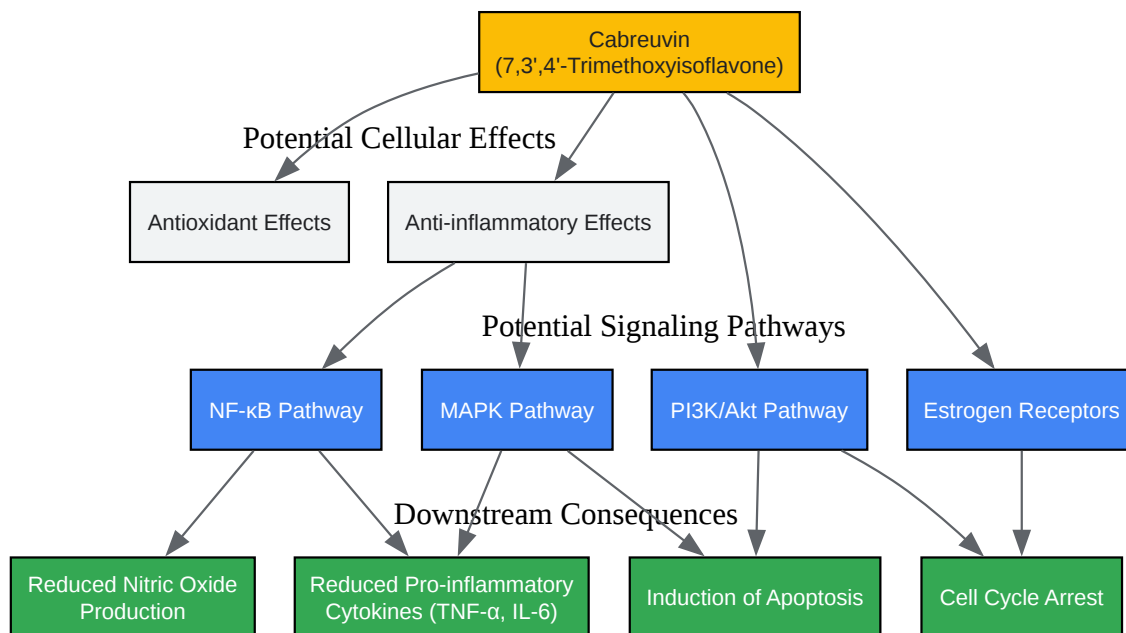 Cabreuvin
(7,3',4'-Trimethoxyisoflavone)
Potential Cellular Effects
Antioxidant Effects
Anti-inflammatory Effects
Potential Signaling Pathways
NF-κB Pathway
MAPK Pathway
PI3K/Akt Pathway
Estrogen Receptors
Downstream Consequences
Reduced Nitric Oxide
Production
Reduced Pro-inflammatory
Cytokines (TNF-α, IL-6)
Induction of Apoptosis
Cell Cycle Arrest